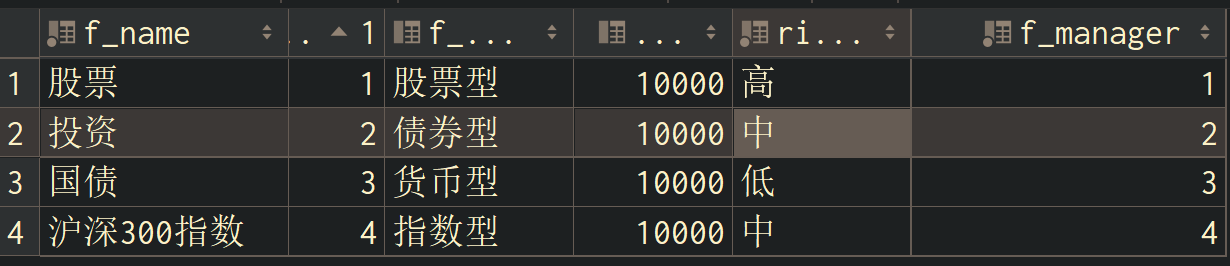 f_name .. 1 f_... ... ri... f_manager
1 股票 1 股票型 10000 高 1
2 投资 2 债券型 10000 中 2
3 国债 3 货币型 10000 低 3
4 沪深300指数 4 指数型 10000 中 4